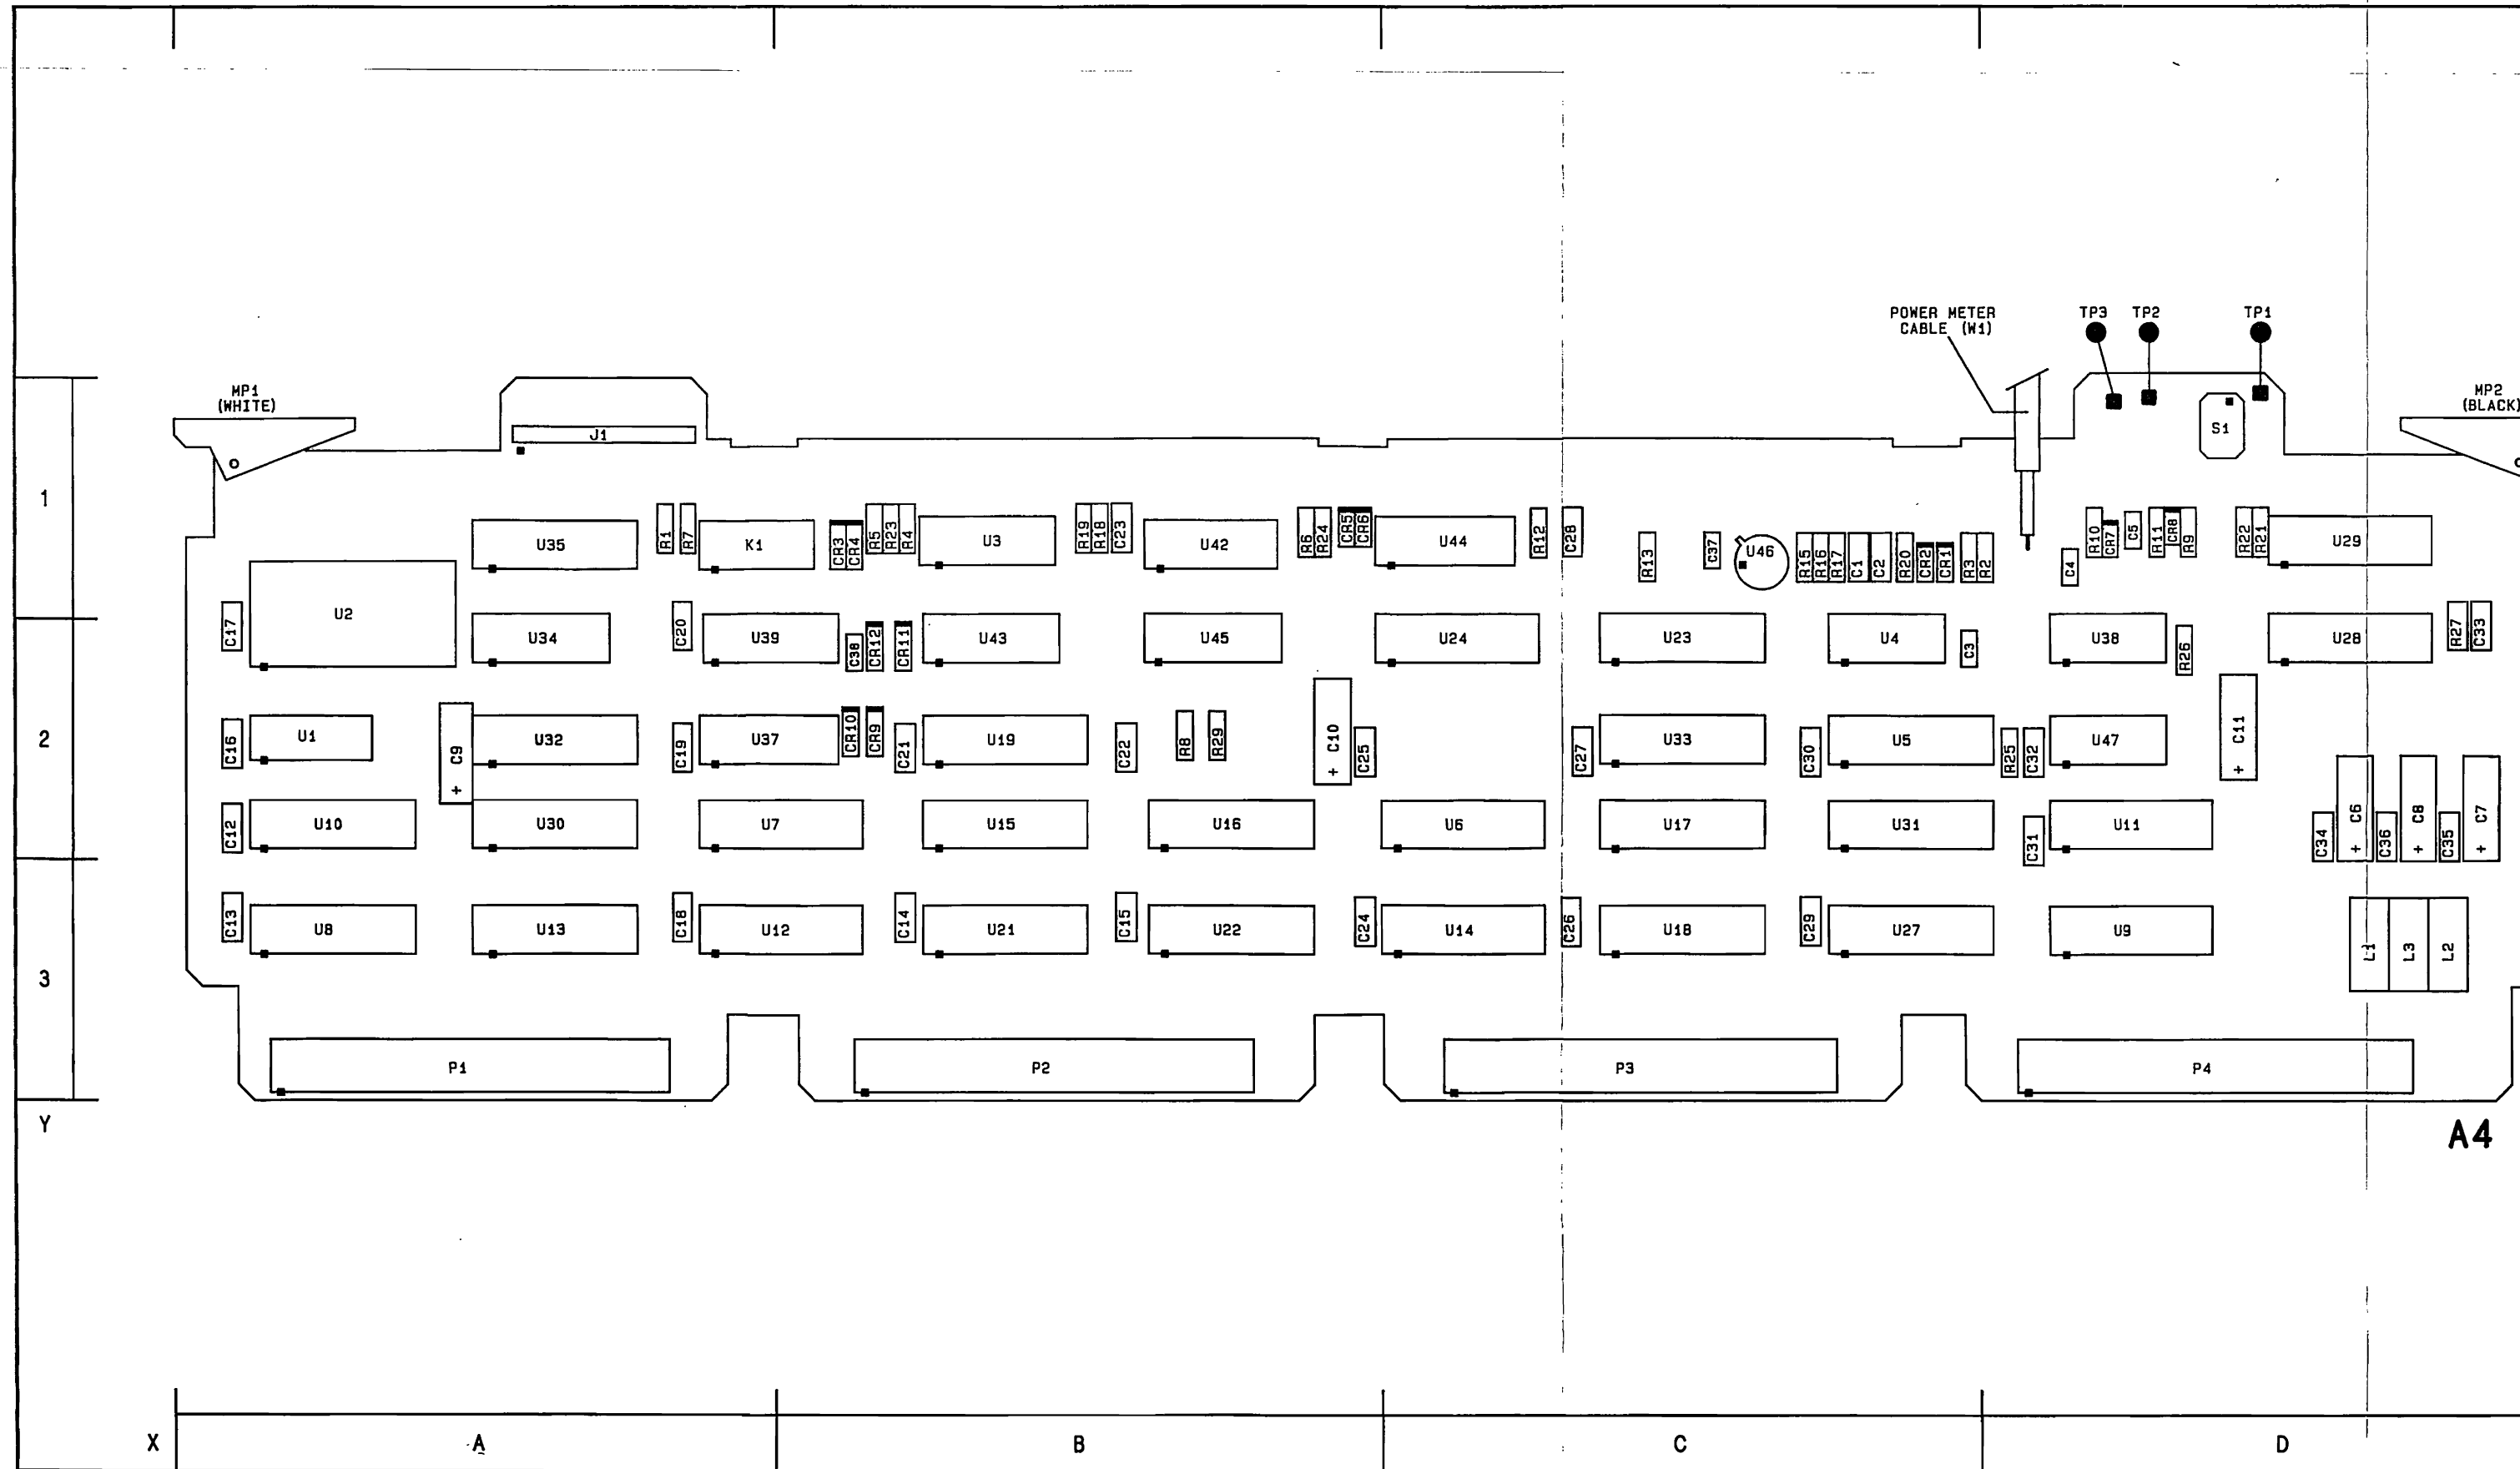 POWER METER
CABLE (W1)
TP3 TP2 TP1
MP1
(WHITE)
MP2
(BLACK)
J1
S1
1
U35
R1
R7
K1
CR3
CR4
R5
R23
R4
U3
R19
R18
C23
U42
R6
R24
CR5
CR6
U44
R12
C28
R13
C37
U46
R15
R16
R17
C1
C2
R20
CR2
CR1
R3
R2
C4
R10
CR7
C5
R11
CR8
R9
R22
R21
U29
C17
U2
U34
C20
U39
C38
CR12
CR11
U43
U45
U24
U23
U4
C3
U38
R26
U28
R27
C33
2
C16
U1
C9
+
U32
C19
U37
CR10
CR9
C21
U19
C22
R8
R29
C10
+
C25
C27
U33
C30
U5
R25
C32
U47
C11
+
C12
U10
U30
U7
U15
U16
U6
U17
U31
C31
U11
C34
C6
+
C36
C8
+
C35
C7
+
3
C13
U8
U13
C18
U12
C14
U21
C15
U22
C24
U14
C26
U18
C29
U27
U9
L1
L3
L2
P1
P2
P3
P4
Y
A4
X A B C D